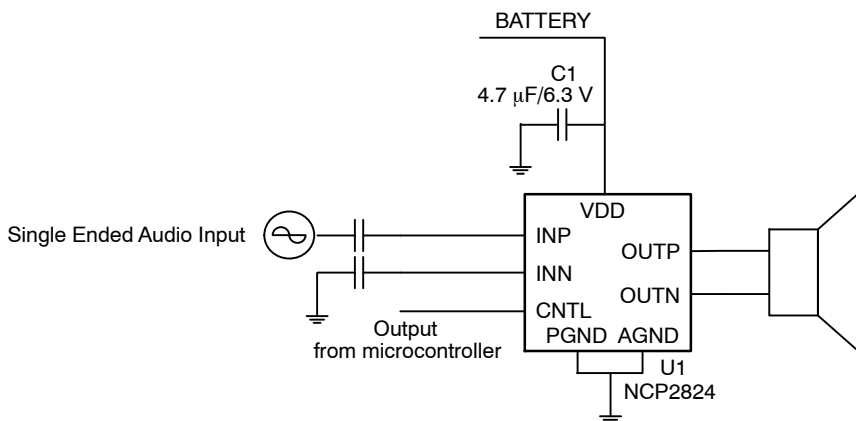 BATTERY
C1
4.7 μF/6.3 V
VDD
Single Ended Audio Input
INP
OUTP
INN
OUTN
CNTL
Output
from microcontroller
PGND AGND
U1
NCP2824